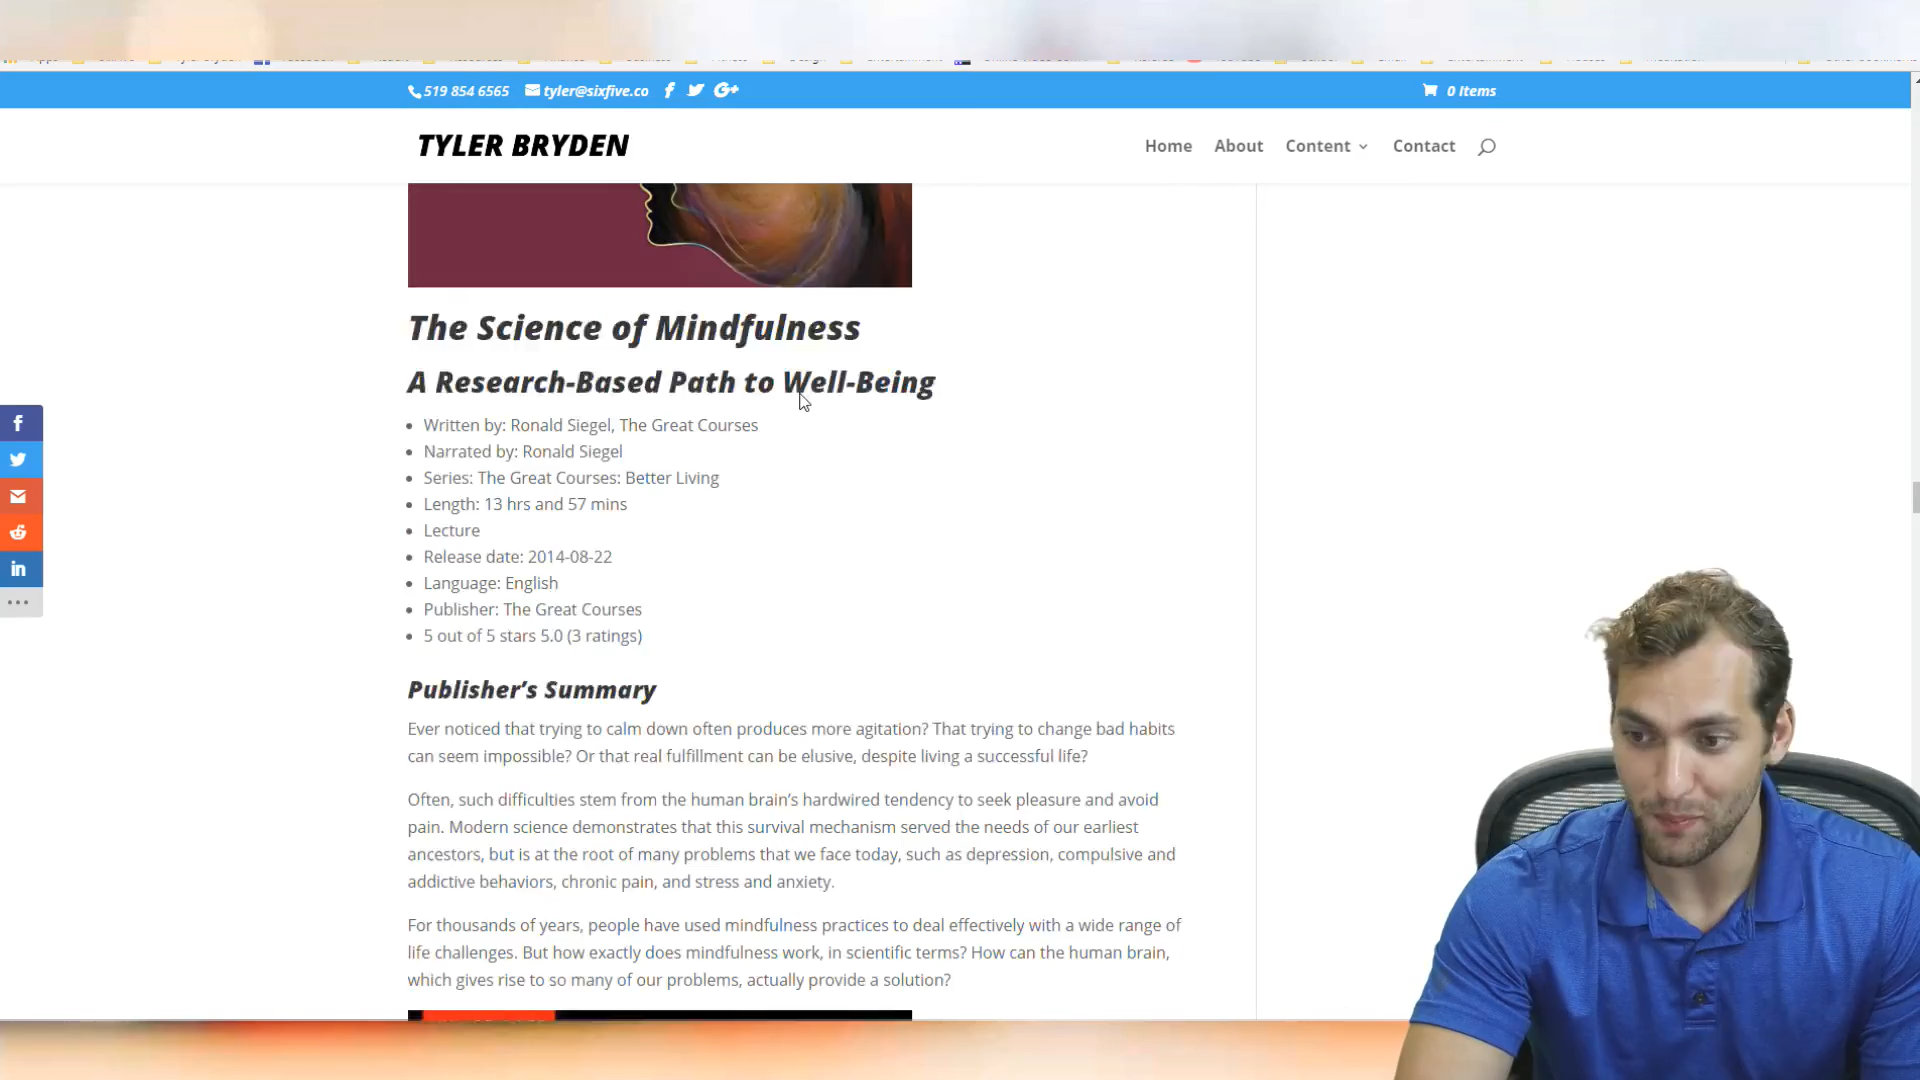 519 854 6565 tyler@sixfive.co 0 Items
TYLER BRYDEN Home About Content Contact
The Science of Mindfulness
A Research-Based Path to Well-Being
Written by: Ronald Siegel, The Great Courses
Narrated by: Ronald Siegel
Series: The Great Courses: Better Living
Length: 13 hrs and 57 mins
Lecture
Release date: 2014-08-22
Language: English
Publisher: The Great Courses
5 out of 5 stars 5.0 (3 ratings)
Publisher’s Summary
Ever noticed that trying to calm down often produces more agitation? That trying to change bad habits
can seem impossible? Or that real fulfillment can be elusive, despite living a successful life?
Often, such difficulties stem from the human brain’s hardwired tendency to seek pleasure and avoid
pain. Modern science demonstrates that this survival mechanism served the needs of our earliest
ancestors, but is at the root of many problems that we face today, such as depression, compulsive and
addictive behaviors, chronic pain, and stress and anxiety.
For thousands of years, people have used mindfulness practices to deal effectively with a wide range of
life challenges. But how exactly does mindfulness work, in scientific terms? How can the human brain,
which gives rise to so many of our problems, actually provide a solution?